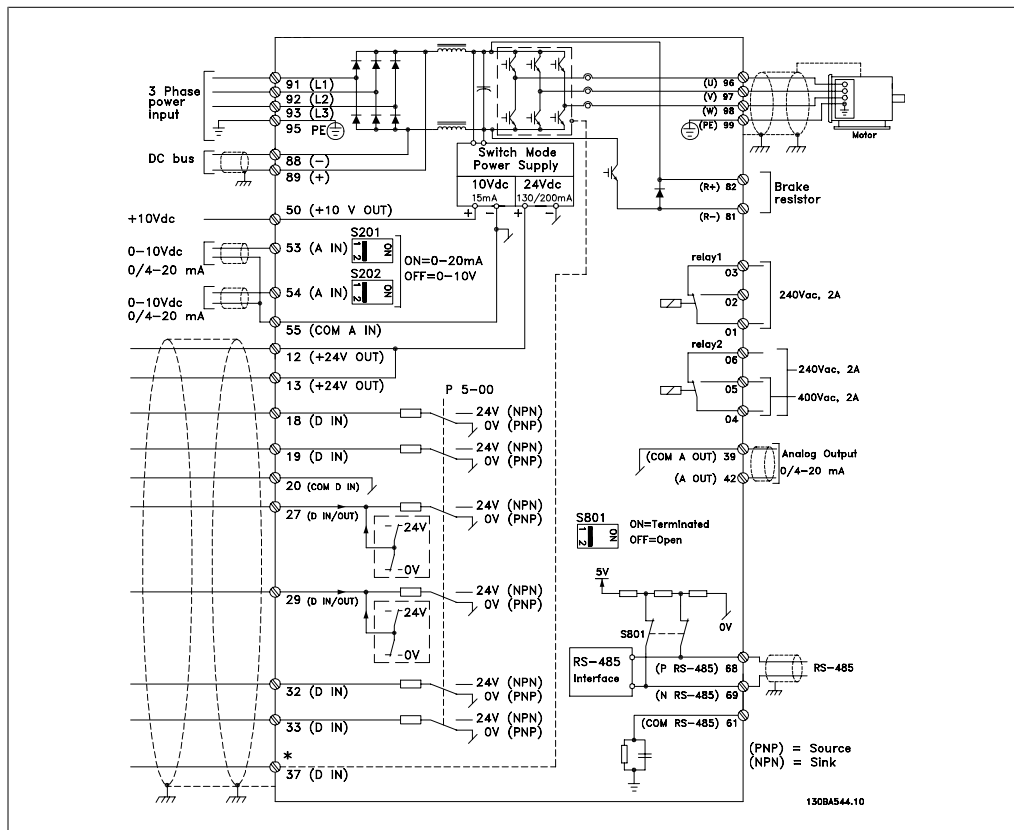 3 Phase
power
input
91 (L1)
92 (L2)
93 (L3)
95 PE
DC bus
88 (-)
89 (+)
+10Vdc
50 (+10 V OUT)
0-10Vdc
0/4-20 mA
53 (A IN)
S201
ON
1 2
ON=0-20mA
OFF=0-10V
S202
ON
1 2
0-10Vdc
0/4-20 mA
54 (A IN)
55 (COM A IN)
12 (+24V OUT)
13 (+24V OUT)
P 5-00
18 (D IN)
24V (NPN)
0V (PNP)
19 (D IN)
24V (NPN)
0V (PNP)
20 (COM D IN)
27 (D IN/OUT)
24V (NPN)
0V (PNP)
24V
0V
29 (D IN/OUT)
24V (NPN)
0V (PNP)
24V
0V
32 (D IN)
24V (NPN)
0V (PNP)
33 (D IN)
24V (NPN)
0V (PNP)
*
37 (D IN)
Switch Mode
Power Supply
10Vdc
15mA
24Vdc
130/200mA
+ - + -
(U) 96
(V) 97
(W) 98
(PE) 99
Motor
(R+) 82
(R-) 81
Brake
resistor
relay1
03
02
01
240Vac, 2A
relay2
06
05
04
240Vac, 2A
400Vac, 2A
(COM A OUT) 39
(A OUT) 42
Analog Output
0/4-20 mA
S801
ON
1 2
ON=Terminated
OFF=Open
5V
0V
S801
RS-485
Interface
(P RS-485) 68
(N RS-485) 69
RS-485
(COM RS-485) 61
(PNP) = Source
(NPN) = Sink
130BA544.10